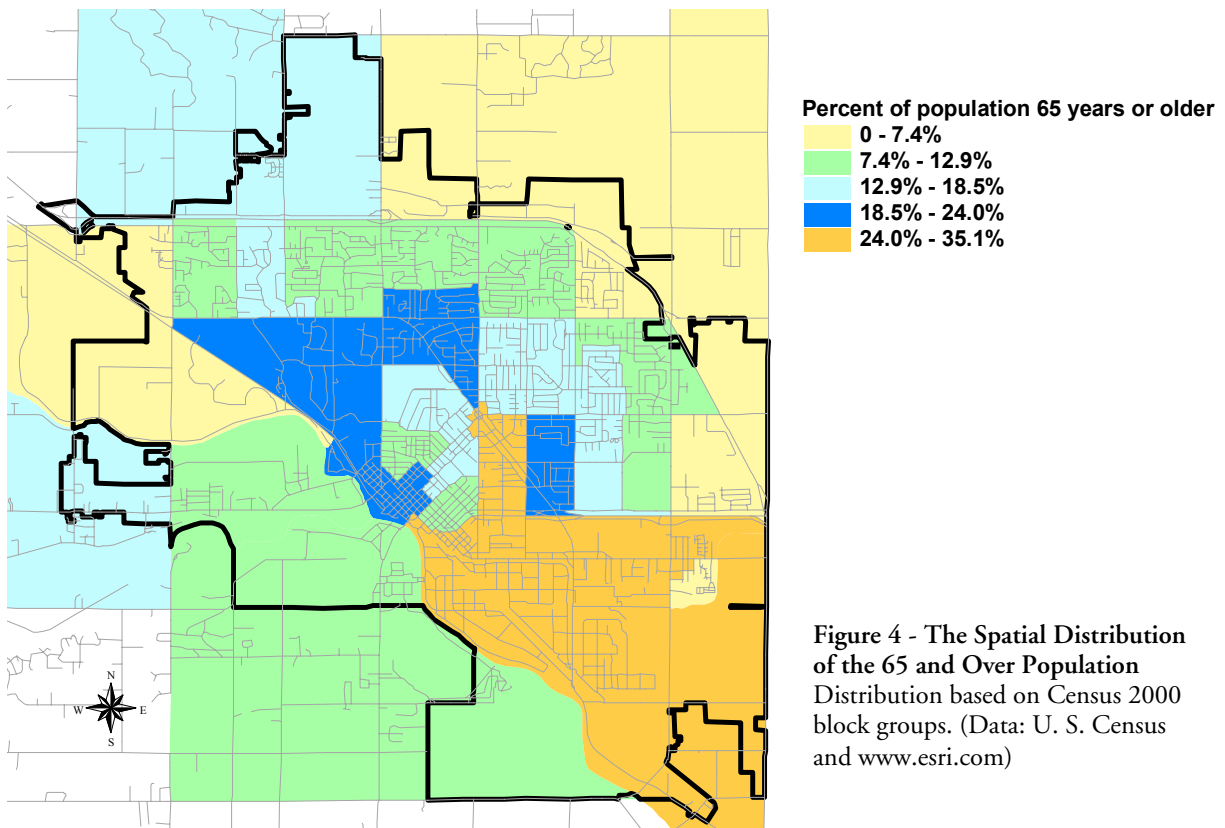 Percent of population 65 years or older
0 - 7.4%
7.4% - 12.9%
12.9% - 18.5%
18.5% - 24.0%
24.0% - 35.1%
Figure 4 - The Spatial Distribution
of the 65 and Over Population
Distribution based on Census 2000
block groups. (Data: U. S. Census
and www.esri.com)
N
W E
S